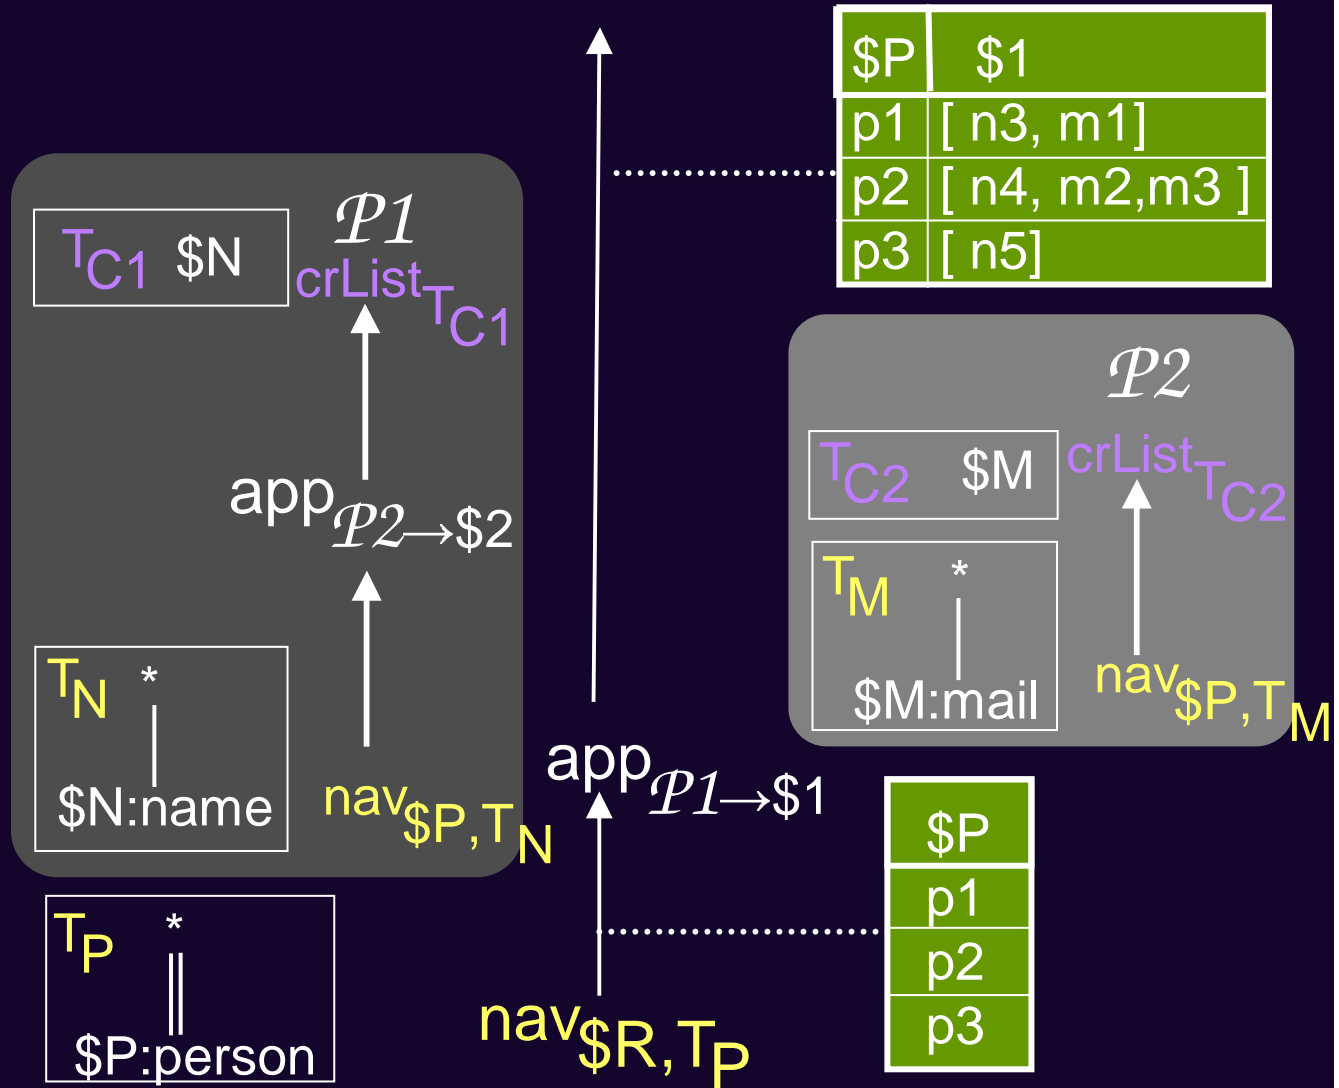 $P $1
p1 [ n3, m1]
p2 [ n4, m2,m3 ]
p3 [ n5]
P1
TC1 $N
crListTC1
appP2→$2
TN *
$N:name
nav$P,TN
P2
TC2 $M
crListTC2
TM *
$M:mail
nav$P,TM
appP1→$1
$P
p1
p2
p3
TP *
$P:person
nav$R,TP